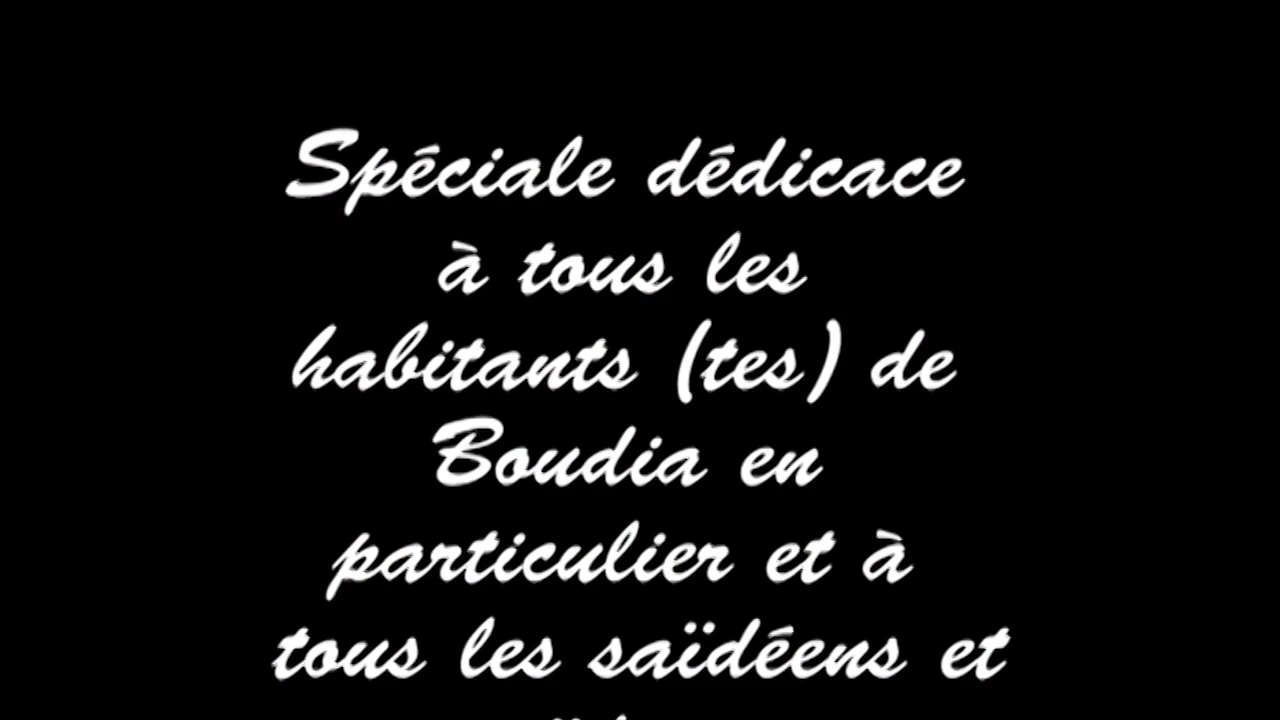 Spéciale dédicace
à tous les
habitants (tes) de
Boudia en
particulier et à
tous les saïdéens et